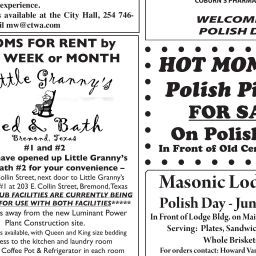 experience.
s available at the City Hall, 254 746-
il mw@ctwa.com
OMS FOR RENT by
WEEK or MONTH
ittle Granny's
ed & Bath
Bremond, Texas
#1 and #2
have opened up Little Granny's
ath #2 for your convenience –
Collin Street, next door to Little Granny's
#1 at 203 E. Collin Street, Bremond, Texas
UB FACILITIES ARE CURRENTLY BEING
FOR USE WITH BOTH FACILITIES*****
s away from the new Luminant Power
Plant Construction site.
s available, with Queen and King size bedding
ess to the kitchen and laundry room
Coffee Pot & Refrigerator in each room
COBURN'S PHARMA
WELCOME
POLISH D
HOT MON
Polish Pi
FOR SA
On Polish
In Front of Old Cen
Masonic Lod
Polish Day - Jun
In Front of Lodge Bldg. on Mai
Serving: Plates, Sandwic
Whole Brisket
For orders contact: Howard Van